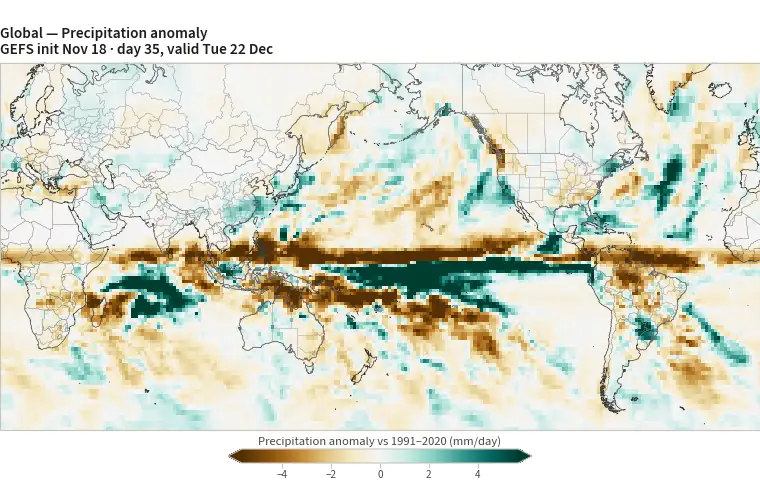 Global — Precipitation anomaly
GEFS init Nov 18 · day 35, valid Tue 22 Dec
Precipitation anomaly vs 1991–2020 (mm/day)
−4 −2 0 2 4